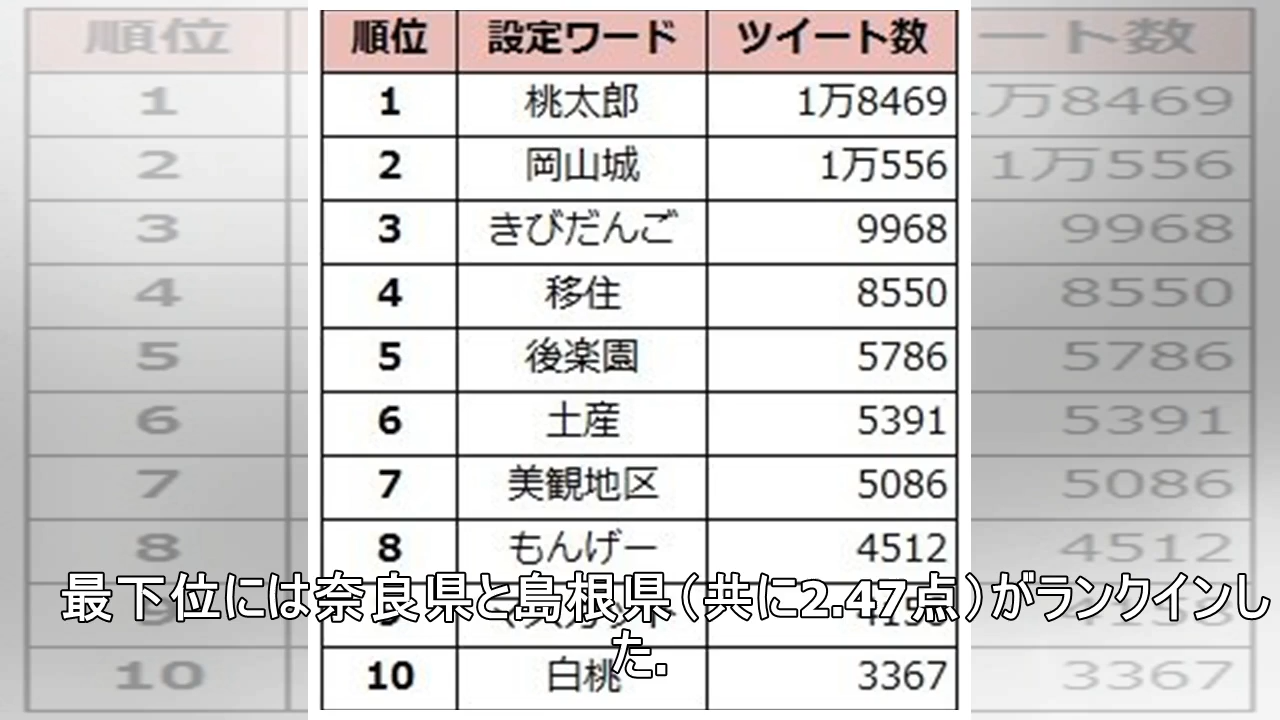 順位 設定ワード ツイート数
1 桃太郎 1万8469
2 岡山城 1万556
3 きびだんご 9968
4 移住 8550
5 後楽園 5786
6 土産 5391
7 美観地区 5086
8 もんげー 4512
最下位には奈良県と島根県（共に2.47点）がランクインし
た.
10 白桃 3367